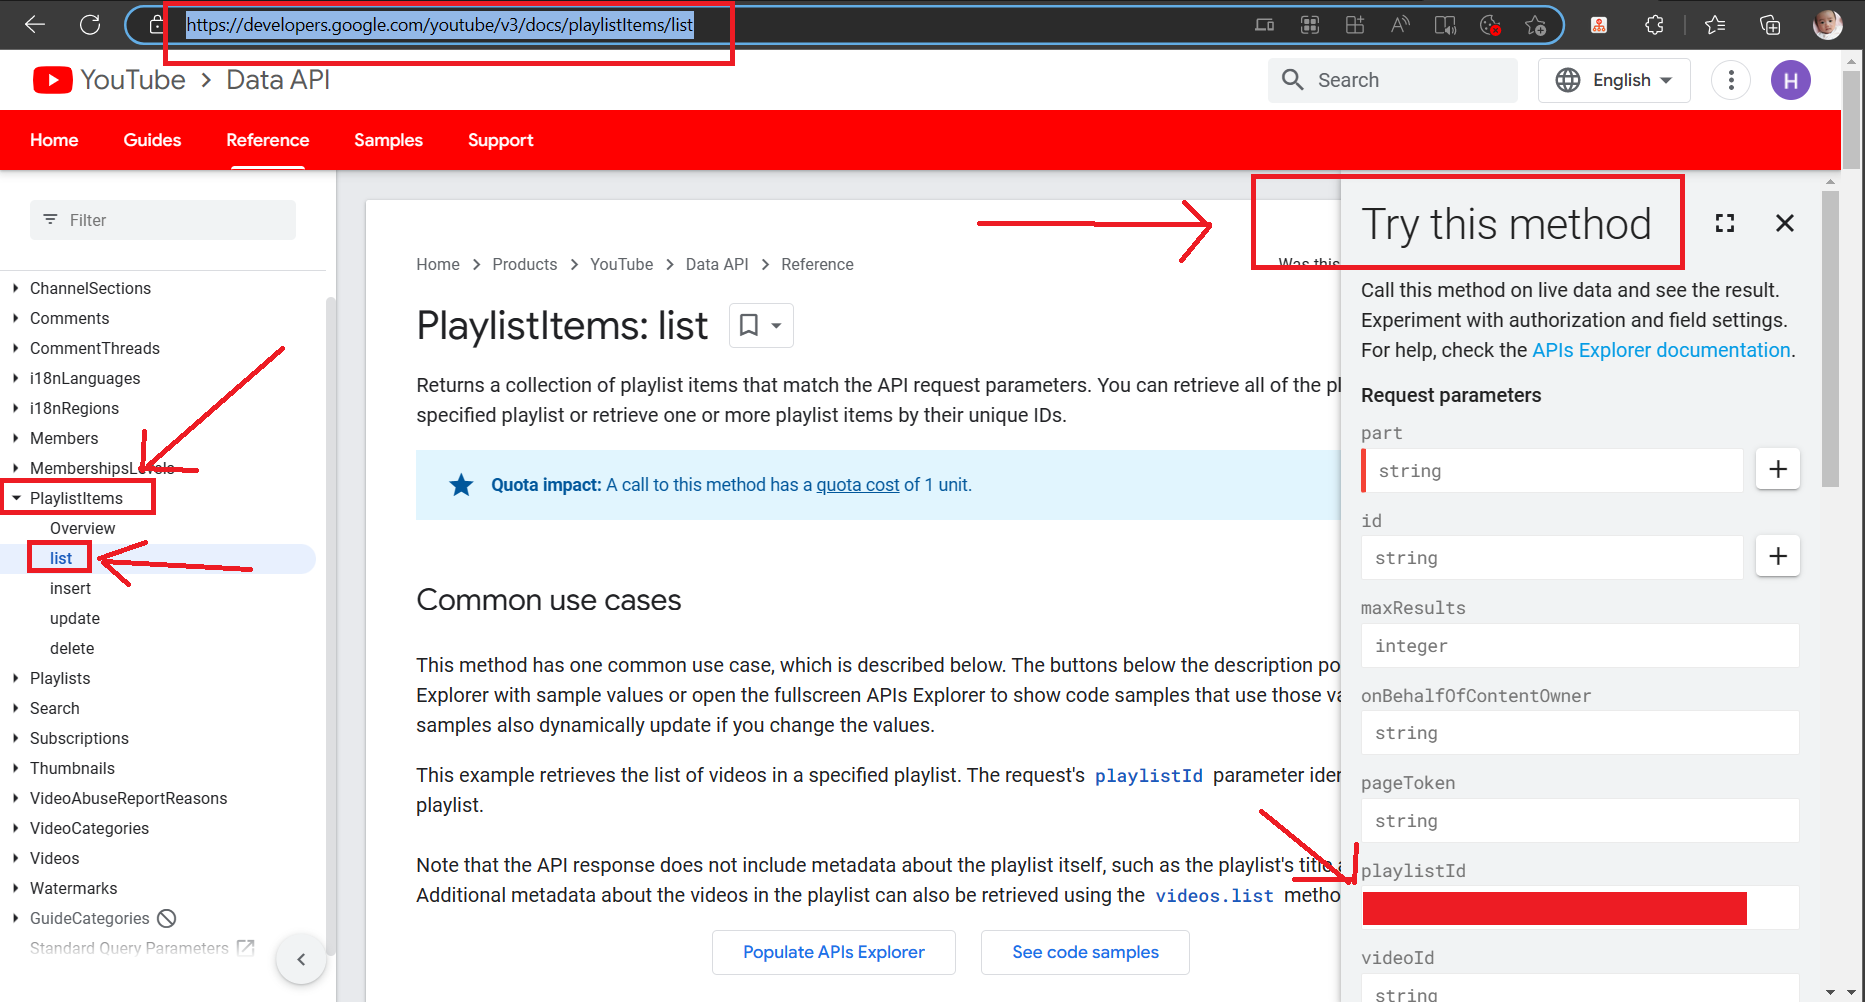 https://developers.google.com/youtube/v3/docs/playlistItems/list
YouTube > Data API
Search
English
H
Home
Guides
Reference
Samples
Support
Filter
ChannelSections
Comments
CommentThreads
i18nLanguages
i18nRegions
Members
MembershipsLevels
PlaylistItems
Overview
list
insert
update
delete
Playlists
Search
Subscriptions
Thumbnails
VideoAbuseReportReasons
VideoCategories
Videos
Watermarks
GuideCategories
Standard Query Parameters
Home > Products > YouTube > Data API > Reference
Was this
PlaylistItems: list
Returns a collection of playlist items that match the API request parameters. You can retrieve all of the pl
specified playlist or retrieve one or more playlist items by their unique IDs.
Quota impact: A call to this method has a quota cost of 1 unit.
Common use cases
This method has one common use case, which is described below. The buttons below the description po
Explorer with sample values or open the fullscreen APIs Explorer to show code samples that use those va
samples also dynamically update if you change the values.
This example retrieves the list of videos in a specified playlist. The request's playlistId parameter iden
playlist.
Note that the API response does not include metadata about the playlist itself, such as the playlist's title
Additional metadata about the videos in the playlist can also be retrieved using the videos.list metho
Populate APIs Explorer
See code samples
Try this method
Call this method on live data and see the result.
Experiment with authorization and field settings.
For help, check the APIs Explorer documentation.
Request parameters
part
string
id
string
maxResults
integer
onBehalfOfContentOwner
string
pageToken
string
playlistId
videoId
string